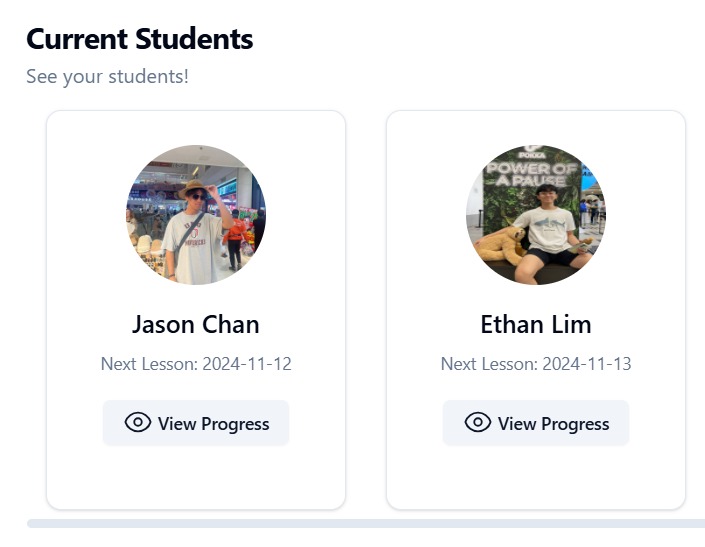 Current Students
See your students!
POKKA
POWER OF
A PAUSE
Jason Chan
Ethan Lim
Next Lesson: 2024-11-12
Next Lesson: 2024-11-13
View Progress
View Progress